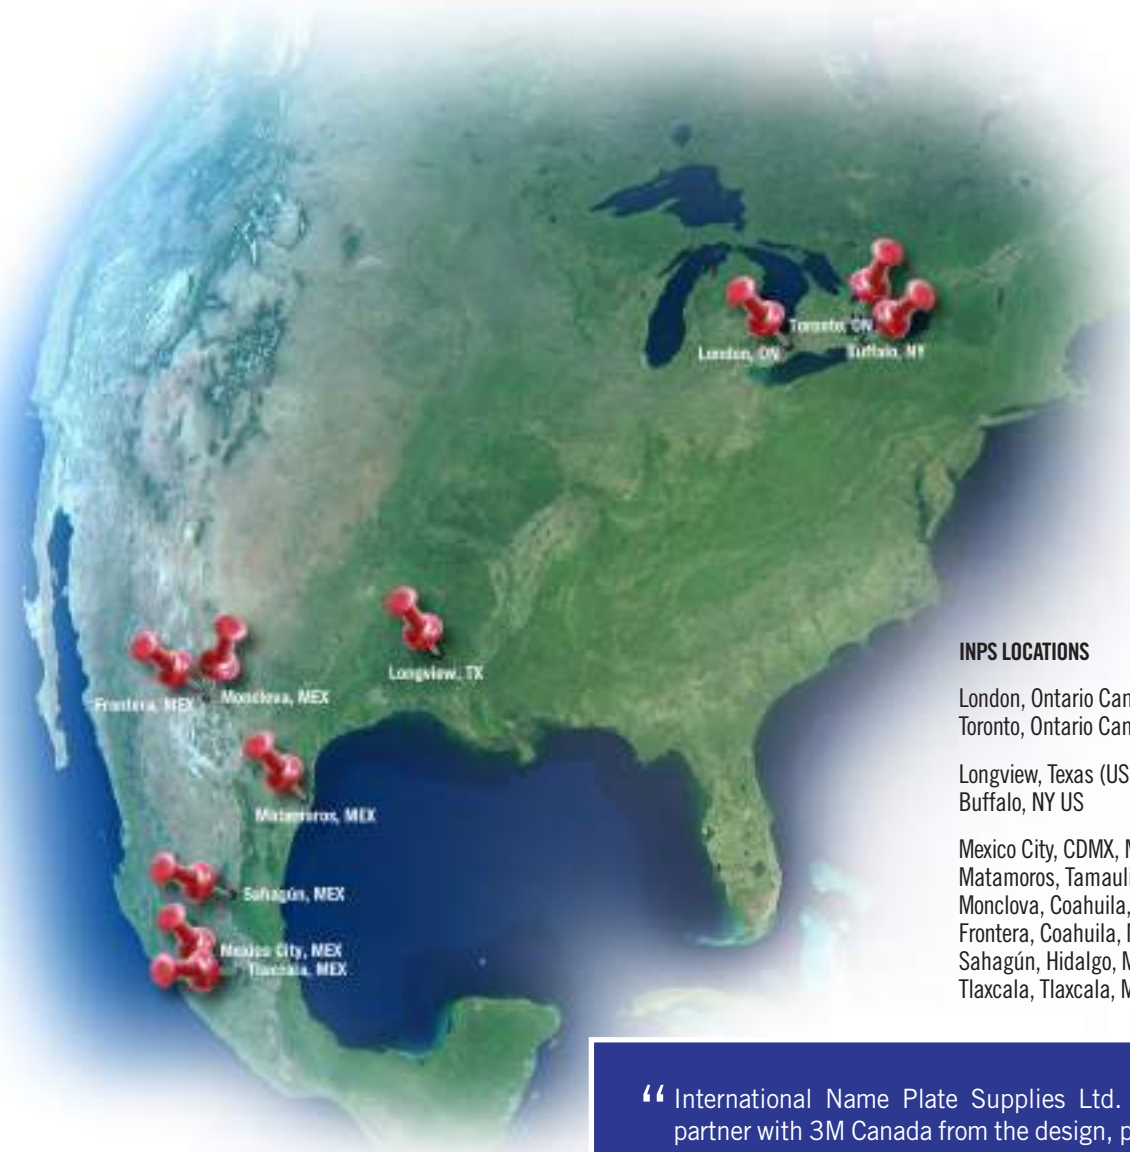 Toronto, ON
London, ON
Buffalo, NY
Longview, TX
Frontera, MEX
Monclova, MEX
Matamoros, MEX
Sahagún, MEX
Mexico City, MEX
Tlaxcala, MEX
INPS LOCATIONS
London, Ontario Can
Toronto, Ontario Can
Longview, Texas (US
Buffalo, NY US
Mexico City, CDMX, M
Matamoros, Tamauli
Monclova, Coahuila,
Frontera, Coahuila, M
Sahagún, Hidalgo, M
Tlaxcala, Tlaxcala, M
“ International Name Plate Supplies Ltd.
partner with 3M Canada from the design, p